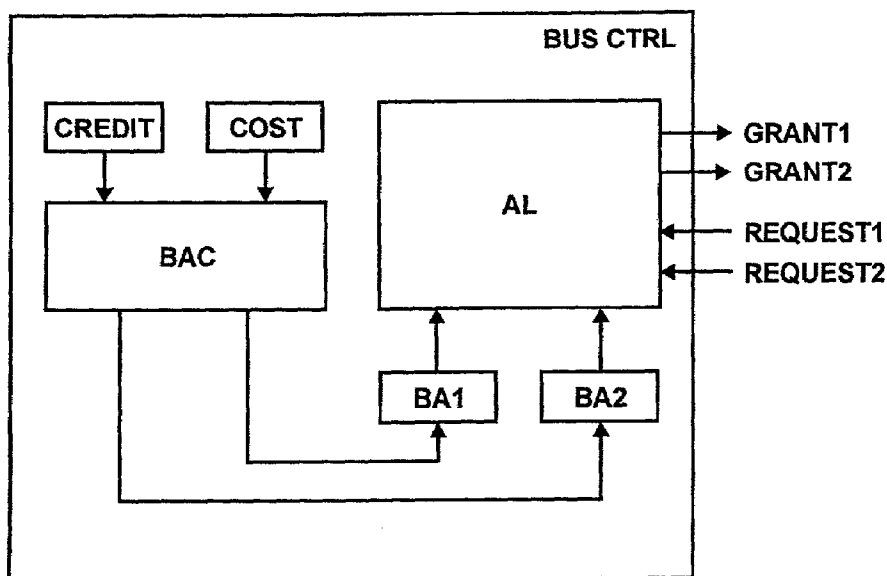 BUS CTRL
CREDIT
COST
BAC
AL
GRANT1
GRANT2
REQUEST1
REQUEST2
BA1
BA2